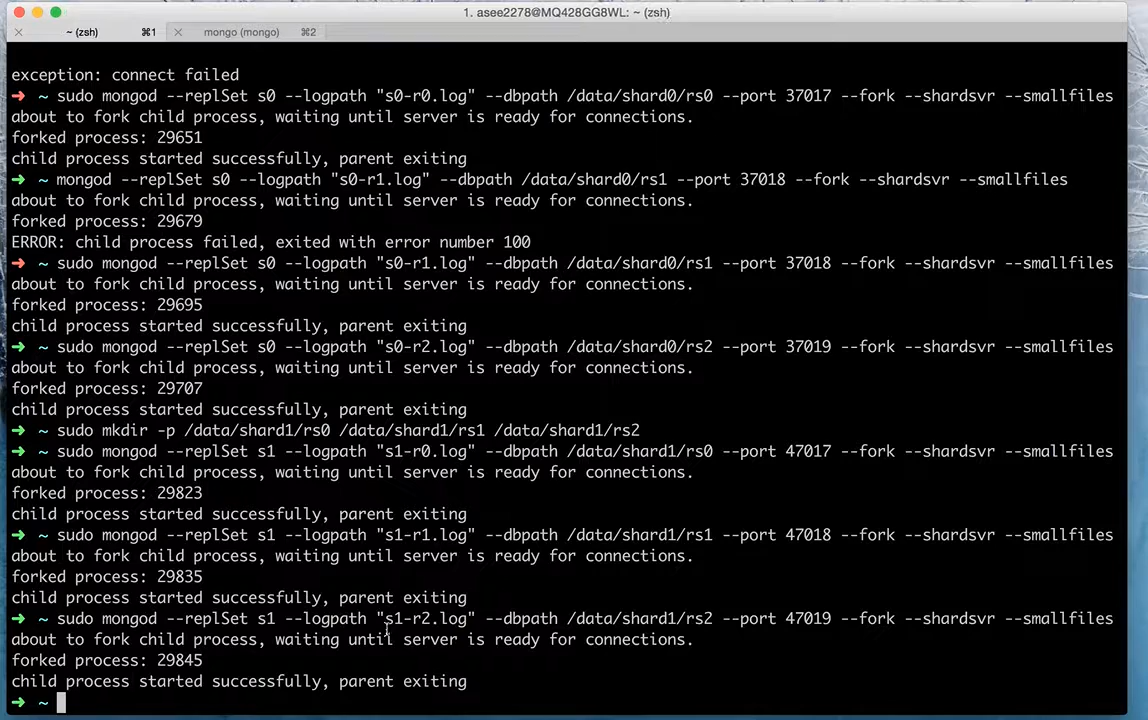 1. asee2278@MQ428GG8WL: ~ (zsh)
~ (zsh) ⌘1 mongo (mongo) ⌘2
exception: connect failed
➜ ~ sudo mongod --replSet s0 --logpath "s0-r0.log" --dbpath /data/shard0/rs0 --port 37017 --fork --shardsvr --smallfiles
about to fork child process, waiting until server is ready for connections.
forked process: 29651
child process started successfully, parent exiting
➜ ~ mongod --replSet s0 --logpath "s0-r1.log" --dbpath /data/shard0/rs1 --port 37018 --fork --shardsvr --smallfiles
about to fork child process, waiting until server is ready for connections.
forked process: 29679
ERROR: child process failed, exited with error number 100
➜ ~ sudo mongod --replSet s0 --logpath "s0-r1.log" --dbpath /data/shard0/rs1 --port 37018 --fork --shardsvr --smallfiles
about to fork child process, waiting until server is ready for connections.
forked process: 29695
child process started successfully, parent exiting
➜ ~ sudo mongod --replSet s0 --logpath "s0-r2.log" --dbpath /data/shard0/rs2 --port 37019 --fork --shardsvr --smallfiles
about to fork child process, waiting until server is ready for connections.
forked process: 29707
child process started successfully, parent exiting
➜ ~ sudo mkdir -p /data/shard1/rs0 /data/shard1/rs1 /data/shard1/rs2
➜ ~ sudo mongod --replSet s1 --logpath "s1-r0.log" --dbpath /data/shard1/rs0 --port 47017 --fork --shardsvr --smallfiles
about to fork child process, waiting until server is ready for connections.
forked process: 29823
child process started successfully, parent exiting
➜ ~ sudo mongod --replSet s1 --logpath "s1-r1.log" --dbpath /data/shard1/rs1 --port 47018 --fork --shardsvr --smallfiles
about to fork child process, waiting until server is ready for connections.
forked process: 29835
child process started successfully, parent exiting
➜ ~ sudo mongod --replSet s1 --logpath "s1-r2.log" --dbpath /data/shard1/rs2 --port 47019 --fork --shardsvr --smallfiles
about to fork child process, waiting until server is ready for connections.
forked process: 29845
child process started successfully, parent exiting
➜ ~